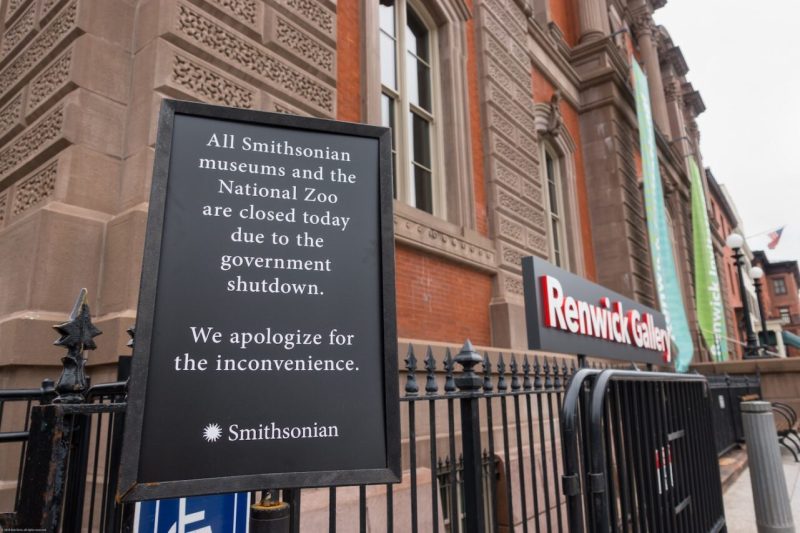 All Smithsonian
museums and the
National Zoo
are closed today
due to the
government
shutdown.
We apologize for
the inconvenience.
Smithsonian
Renwick Gallery
renwick